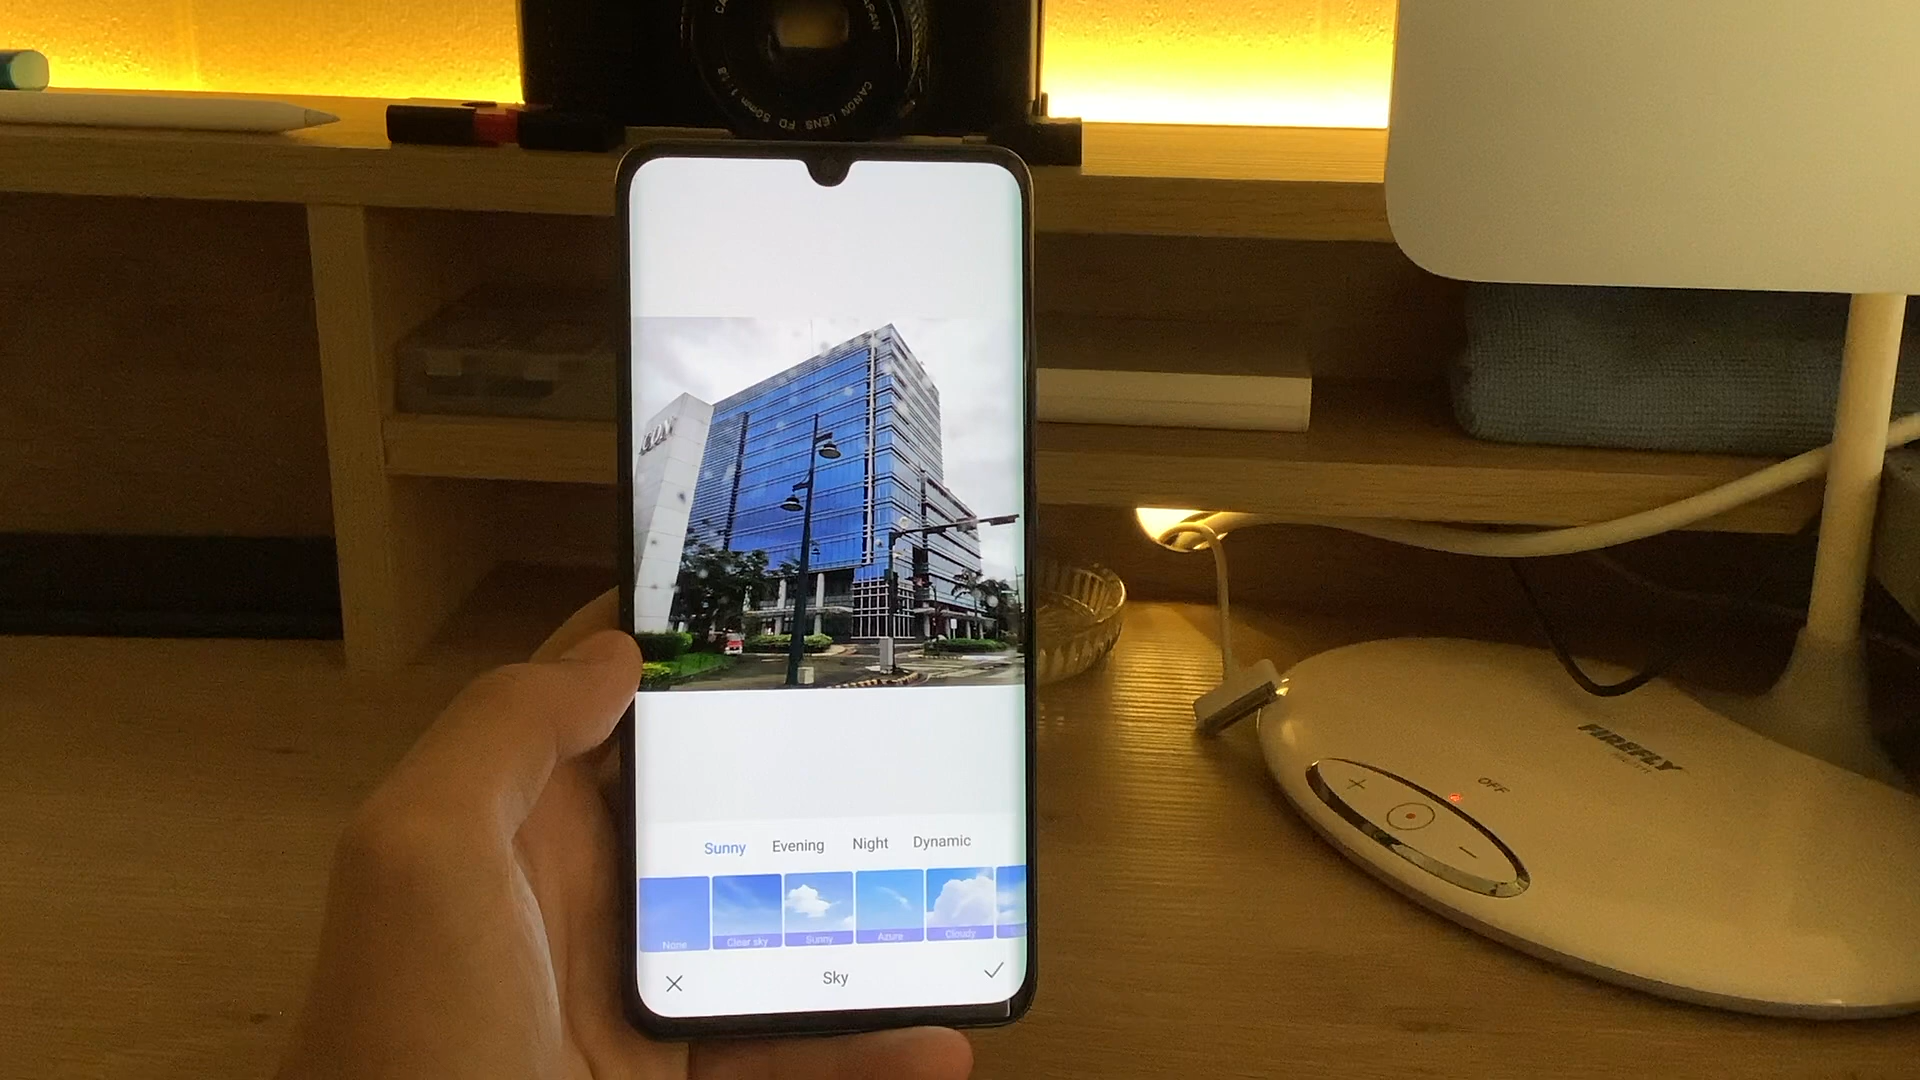 CANON LENS FD 50mm 1:1.8
ICON
Sunny Evening Night Dynamic
None Clear sky Sunny Azure Cloudy
Sky
FIREFLY
OFF